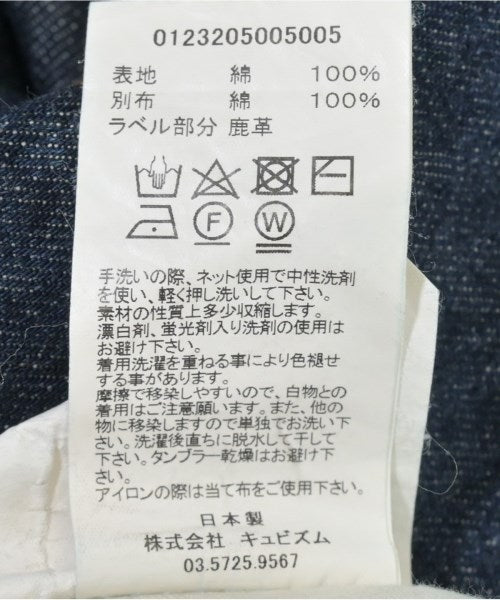 0123205005005
表地 綿 100%
別布 綿 100%
ラベル部分 鹿革
F W
手洗いの際、ネット使用で中性洗剤
を使い、軽く押し洗いして下さい。
素材の性質上多少収縮します。
漂白剤、蛍光剤入り洗剤の使用は
お避け下さい。
着用洗濯を重ねる事により色褪せ
する事があります。
摩擦で移染しやすいので、白物との
着用はご注意願います。また、他の
物に移染しますので単独でお洗い下
さい。洗濯後直ちに脱水して干して
下さい。タンブラー乾燥はお避け下
さい。
アイロンの際は当て布をご使用下さい。
日本製
株式会社 キュビズム
03.5725.9567